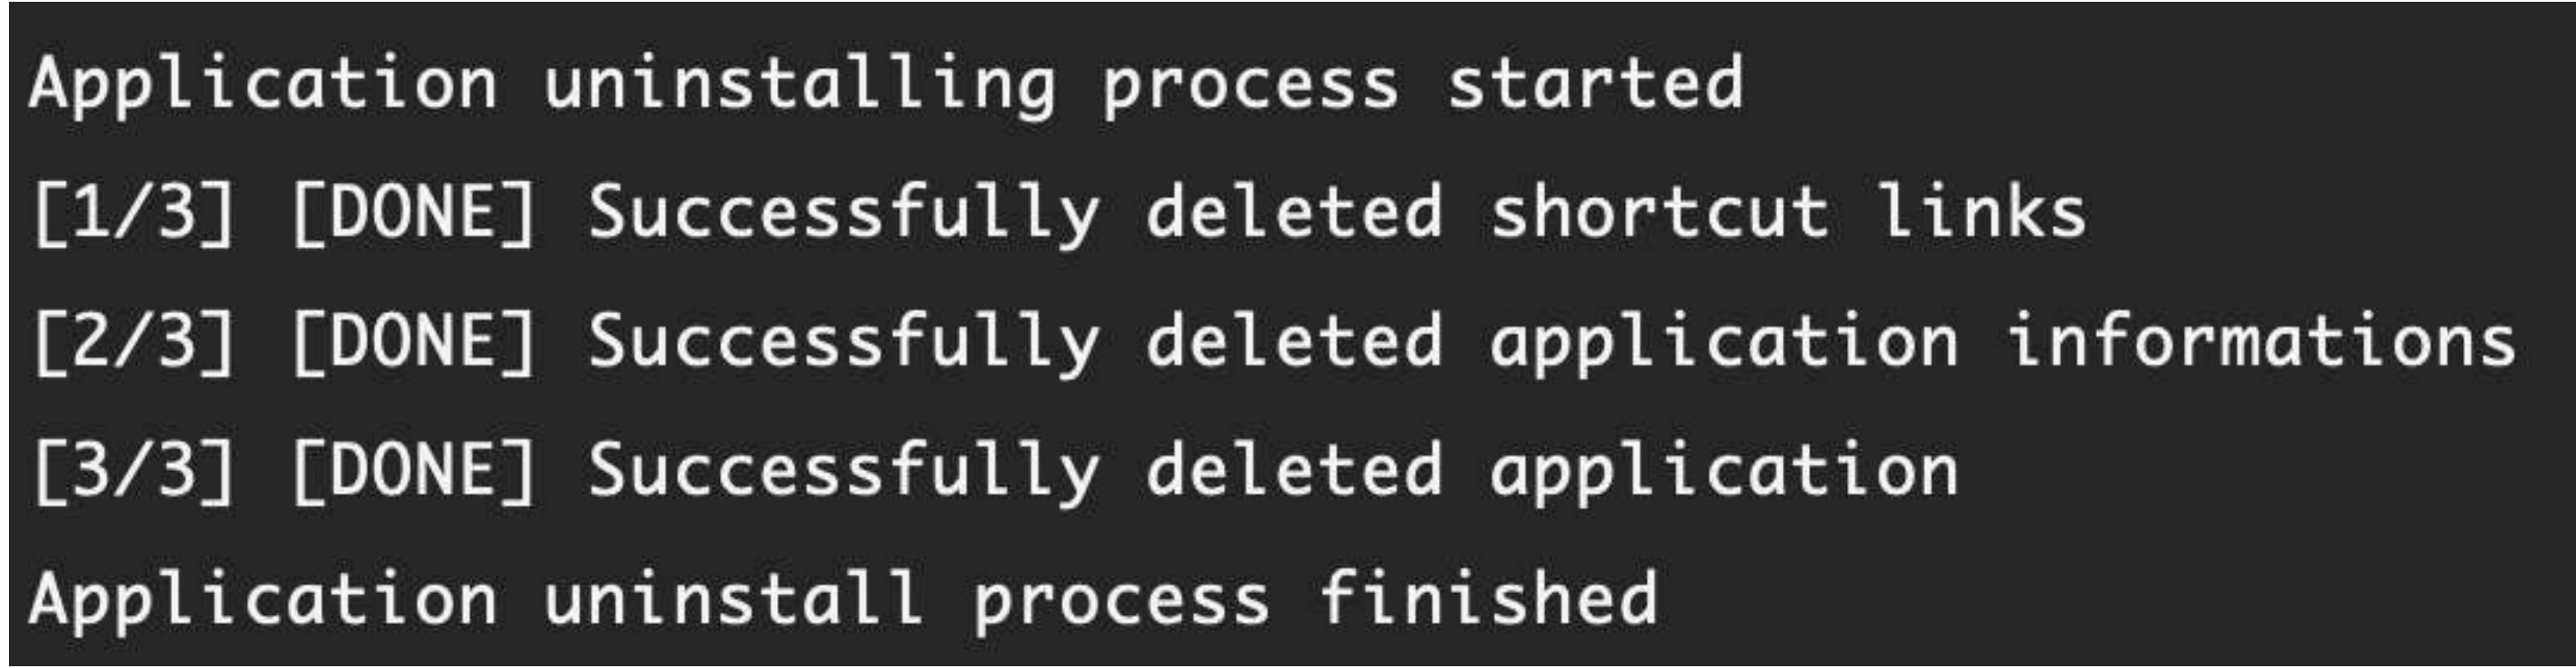 Application uninstalling process started
[1/3] [DONE] Successfully deleted shortcut links
[2/3] [DONE] Successfully deleted application informations
[3/3] [DONE] Successfully deleted application
Application uninstall process finished